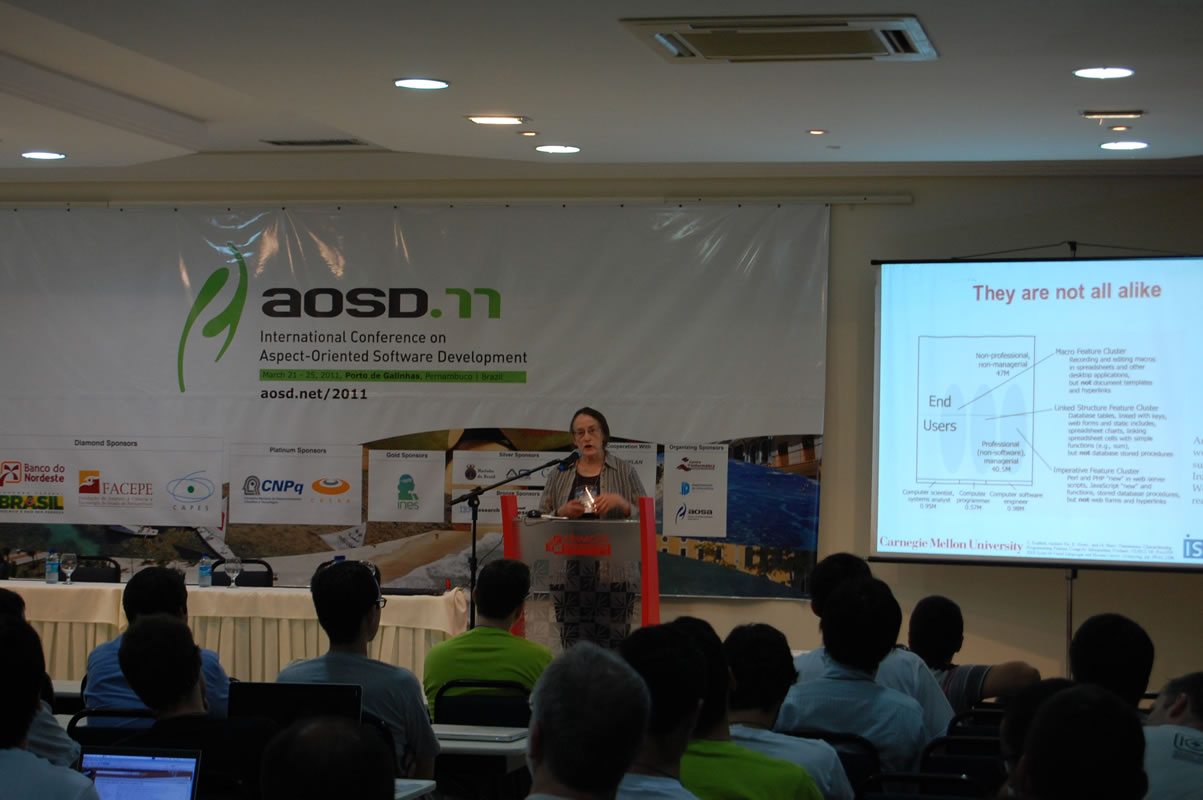 aosd.11
International Conference on
Aspect-Oriented Software Development
March 21 - 25, 2011, Porto de Galinhas, Pernambuco | Brazil
aosd.net/2011
Diamond Sponsors
Banco do
Nordeste
BRASIL
FACEPE
CAPES
Platinum Sponsors
CNPq
Gold Sponsors
ines
Silver Sponsors
Bronze Sponsors
Cooperation With
Organizing Sponsors
aosa
They are not all alike
Non-professional,
non-managerial
47M
End
Users
Professional
(non-software),
managerial
40.5M
Computer scientist,
systems analyst
0.95M
Computer
programmer
0.57M
Computer software
engineer
0.98M
Macro Feature Cluster
Recording and editing macros
in spreadsheets and other
desktop applications,
but not document templates
and hyperlinks
Linked Structure Feature Cluster
Database tables, linked with keys,
web forms and static includes,
spreadsheet charts, linking
spreadsheet cells with simple
functions (e.g., sum),
but not database stored procedures
Imperative Feature Cluster
Perl and PHP "new" in web server
scripts, JavaScript "new" and
functions, stored database procedures,
but not web forms and hyperlinks
Carnegie Mellon University